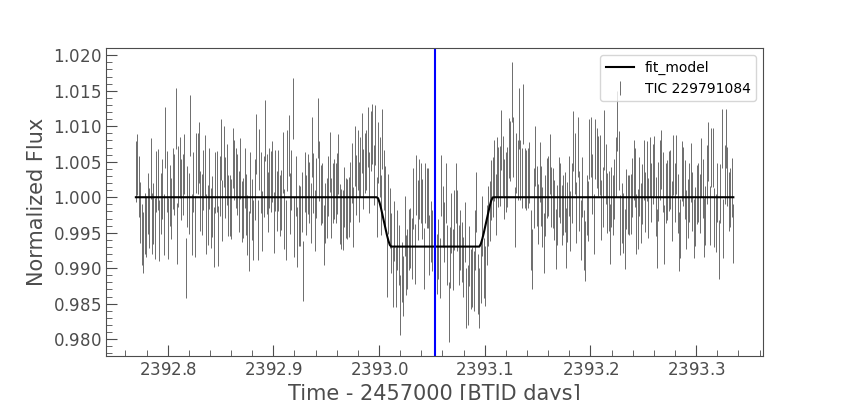 1.020
1.015
1.010
1.005
1.000
0.995
0.990
0.985
0.980
Normalized Flux
fit_model
TIC 229791084
2392.8 2392.9 2393.0 2393.1 2393.2 2393.3
Time - 2457000 [BTJD days]